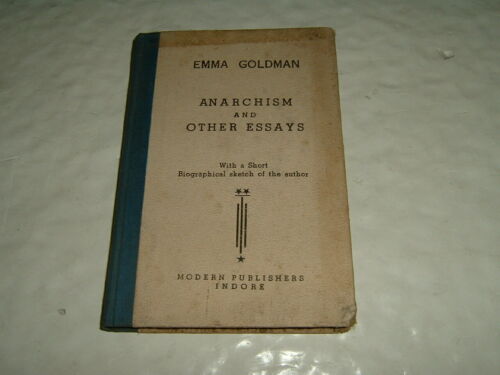 EMMA GOLDMAN
ANARCHISM
AND
OTHER ESSAYS
With a Short
Biographical sketch of the author
MODERN PUBLISHERS
INDORE